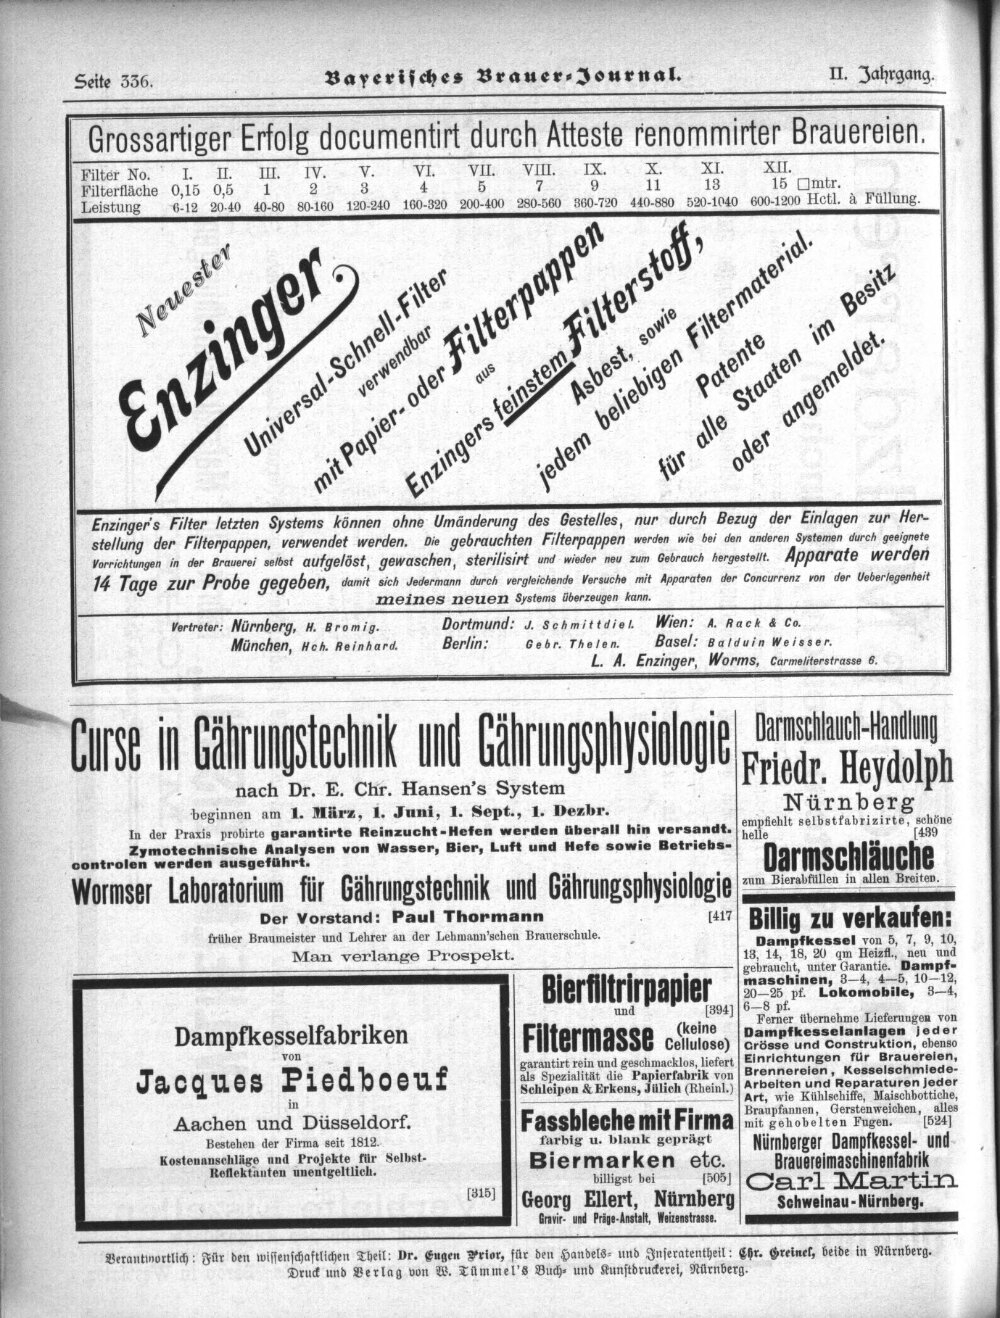 Seite 336.
Bayerisches Brauer-Journal.
II. Jahrgang.
Grossartiger Erfolg documentirt durch Atteste renommirter Brauereien.
Filter No. I. II. III. IV. V. VI. VII. VIII. IX. X. XI. XII.
Filterfläche 0,15 0,5 1 2 3 4 5 7 9 11 13 15 □mtr.
Leistung 6-12 20-40 40-80 80-160 120-240 160-320 200-400 280-560 360-720 440-880 520-1040 600-1200 Hctl. à Füllung.
Neuester
Enzinger
Universal-Schnell-Filter
verwendbar
mit Papier- oder Filterpappen
aus
Enzingers feinstem Filterstoff,
Asbest, sowie
jedem beliebigen Filtermaterial.
Patente
für alle Staaten im Besitz
oder angemeldet.
Enzinger's Filter letzten Systems können ohne Umänderung des Gestelles, nur durch Bezug der Einlagen zur Her-
stellung der Filterpappen, verwendet werden. Die gebrauchten Filterpappen werden wie bei den anderen Systemen durch geeignete
Vorrichtungen in der Brauerei selbst aufgelöst, gewaschen, sterilisirt und wieder neu zum Gebrauch hergestellt. Apparate werden
14 Tage zur Probe gegeben, damit sich Jedermann durch vergleichende Versuche mit Apparaten der Concurrenz von der Ueberlegenheit
meines neuen Systems überzeugen kann.
Vertreter: Nürnberg, H. Bromig. Dortmund: J. Schmittdiel. Wien: A. Rack & Co.
München, Hch. Reinhard. Berlin: Gebr. Thelen. Basel: Balduin Weisser.
L. A. Enzinger, Worms, Carmeliterstrasse 6.
Curse in Gährungstechnik und Gährungsphysiologie
nach Dr. E. Chr. Hansen's System
beginnen am 1. März, 1. Juni, 1. Sept., 1. Dezbr.
In der Praxis probirte garantirte Reinzucht-Hefen werden überall hin versandt.
Zymotechnische Analysen von Wasser, Bier, Luft und Hefe sowie Betriebs-
controlen werden ausgeführt.
Wormser Laboratorium für Gährungstechnik und Gährungsphysiologie
Der Vorstand: Paul Thormann [417
früher Braumeister und Lehrer an der Lehmann'schen Brauerschule.
Man verlange Prospekt.
Darmschlauch-Handlung
Friedr. Heydolph
Nürnberg
empfiehlt selbstfabrizirte, schöne
helle [439
Darmschläuche
zum Bierabfüllen in allen Breiten.
Billig zu verkaufen:
Dampfkessel von 5, 7, 9, 10,
13, 14, 18, 20 qm Heizfl., neu und
gebraucht, unter Garantie. Dampf-
maschinen, 3—4, 4—5, 10—12,
20—25 pf. Lokomobile, 3—4,
6—8 pf.
Ferner übernehme Lieferungen von
Dampfkesselanlagen jeder
Grösse und Construktion, ebenso
Einrichtungen für Brauereien,
Brennereien, Kesselschmiede-
Arbeiten und Reparaturen jeder
Art, wie Kühlschiffe, Maischbottiche,
Braupfannen, Gerstenweichen, alles
mit gehobelten Fugen. [524]
Nürnberger Dampfkessel- und
Brauereimaschinenfabrik
Carl Martin
Schweinau-Nürnberg.
Dampfkesselfabriken
von
Jacques Piedboeuf
in
Aachen und Düsseldorf.
Bestehen der Firma seit 1812.
Kostenanschläge und Projekte für Selbst-
Reflektanten unentgeltlich.
[315]
Bierfiltrirpapier
und [394]
Filtermasse (keine
Cellulose)
garantirt rein und geschmacklos, liefert
als Spezialität die Papierfabrik von
Schleipen & Erkens, Jülich (Rheinl.)
Fassbleche mit Firma
farbig u. blank geprägt
Biermarken etc.
billigst bei [505]
Georg Ellert, Nürnberg
Gravir- und Präge-Anstalt, Weizenstrasse.
Verantwortlich: Für den wissenschaftlichen Theil: Dr. Eugen Prior, für den Handels- und Inseratentheil: Chr. Greinel, beide in Nürnberg.
Druck und Verlag von W. Tümmel's Buch- und Kunstdruckerei, Nürnberg.